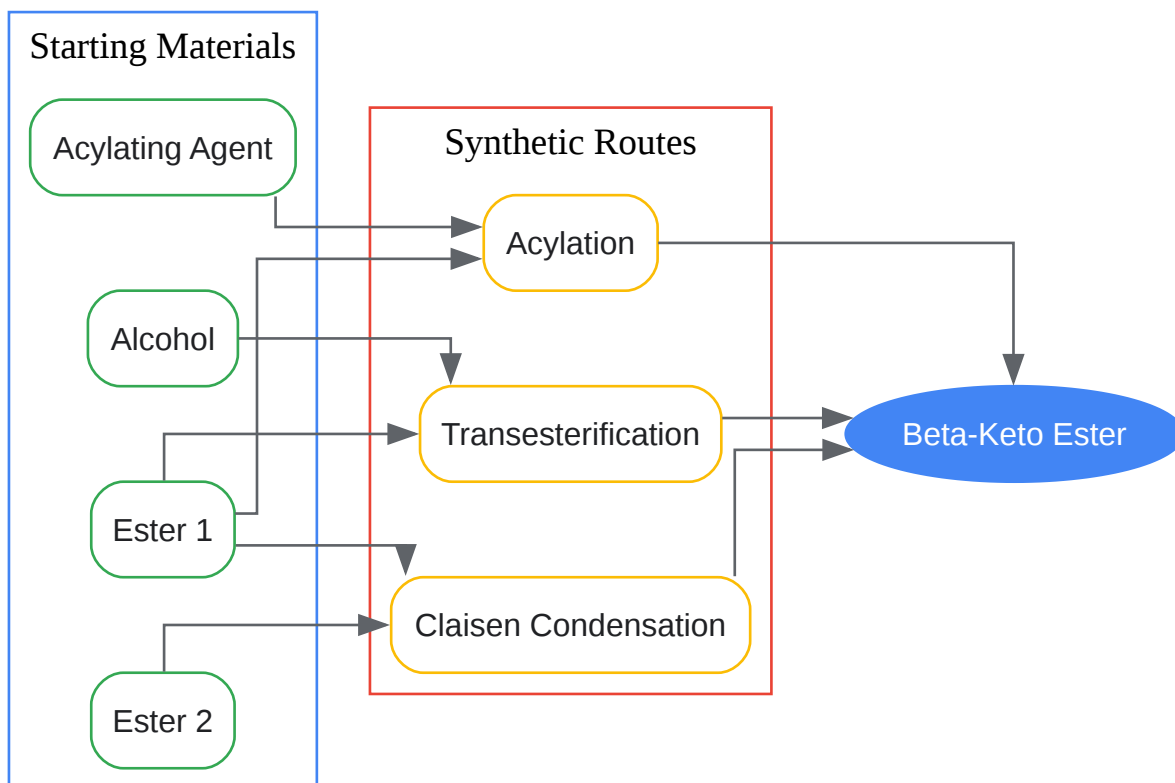 Starting Materials
Acylating Agent
Alcohol
Ester 1
Ester 2
Synthetic Routes
Acylation
Transesterification
Claisen Condensation
Beta-Keto Ester